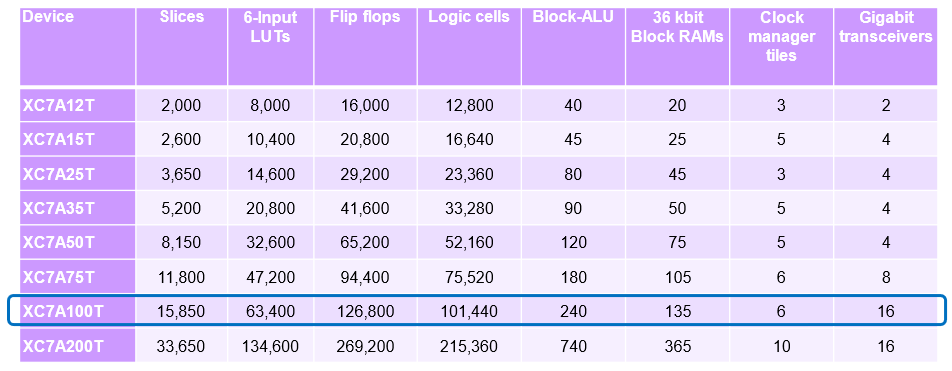 Device Slices 6-Input LUTs Flip flops Logic cells Block-ALU 36 kbit Block RAMs Clock manager tiles Gigabit transceivers
XC7A12T 2,000 8,000 16,000 12,800 40 20 3 2
XC7A15T 2,600 10,400 20,800 16,640 45 25 5 4
XC7A25T 3,650 14,600 29,200 23,360 80 45 3 4
XC7A35T 5,200 20,800 41,600 33,280 90 50 5 4
XC7A50T 8,150 32,600 65,200 52,160 120 75 5 4
XC7A75T 11,800 47,200 94,400 75,520 180 105 6 8
XC7A100T 15,850 63,400 126,800 101,440 240 135 6 16
XC7A200T 33,650 134,600 269,200 215,360 740 365 10 16